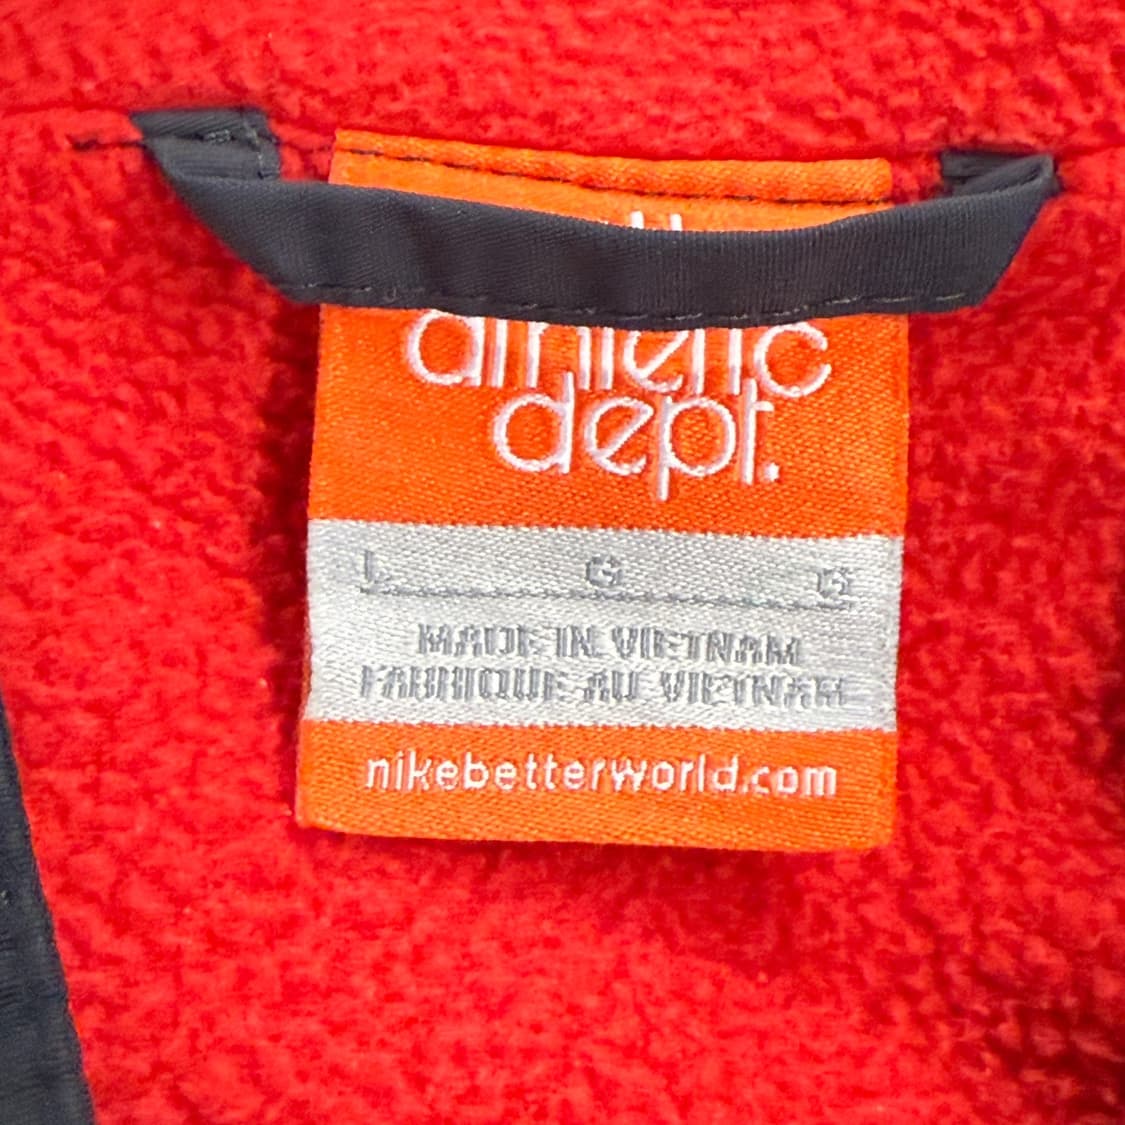 athletic
dept.
L G G
MADE IN VIETNAM
FABRIQUE AU VIETNAM
nikebetterworld.com